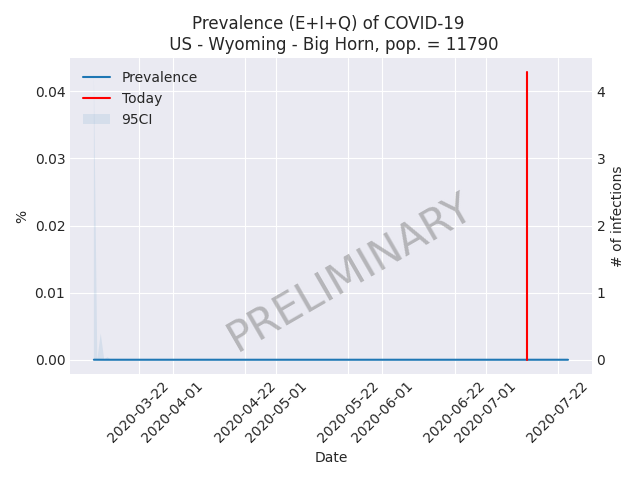 Prevalence (E+I+Q) of COVID-19
US - Wyoming - Big Horn, pop. = 11790
Prevalence
Today
95CI
0.04
0.03
0.02
0.01
0.00
%
4
3
2
1
0
# of infections
PRELIMINARY
2020-03-22
2020-04-01
2020-04-22
2020-05-01
2020-05-22
2020-06-01
2020-06-22
2020-07-01
2020-07-22
Date